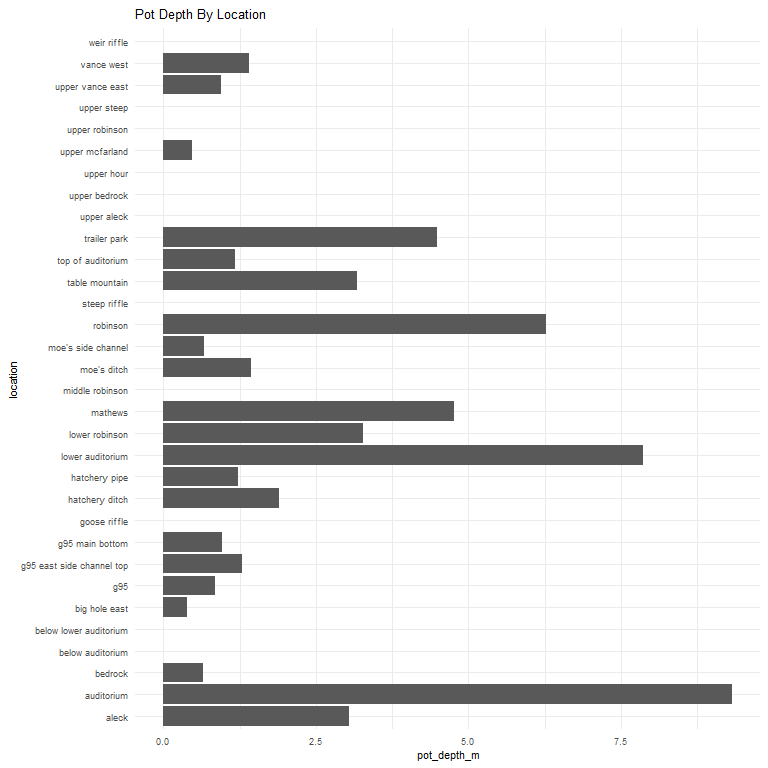 Pot Depth By Location
weir riffle
vance west
upper vance east
upper steep
upper robinson
upper mcfarland
upper hour
upper bedrock
upper aleck
trailer park
top of auditorium
table mountain
steep riffle
robinson
moe's side channel
moe's ditch
middle robinson
mathews
lower robinson
lower auditorium
hatchery pipe
hatchery ditch
goose riffle
g95 main bottom
g95 east side channel top
g95
big hole east
below lower auditorium
below auditorium
bedrock
auditorium
aleck
location
0.0 2.5 5.0 7.5
pot_depth_m